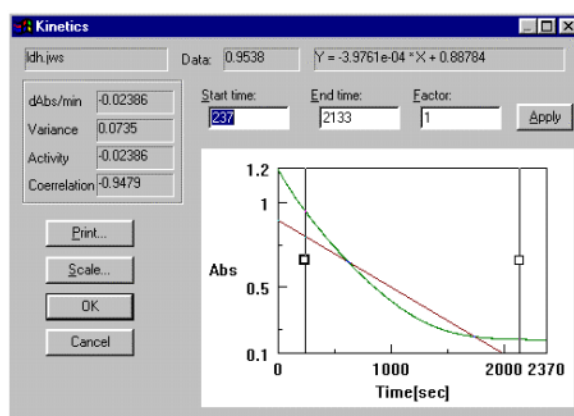 Kinetics
ldh.jws Data: 0.9538 Y = -3.9761e-04 *X + 0.88784
dAbs/min -0.02386
Variance 0.0735
Activity -0.02386
Coerrelation -0.9479
Start time: End time: Factor:
237 2133 1 Apply
Print...
Scale...
OK
Cancel
1.2
1
Abs
0.5
0.1
0 1000 2000 2370
Time[sec]